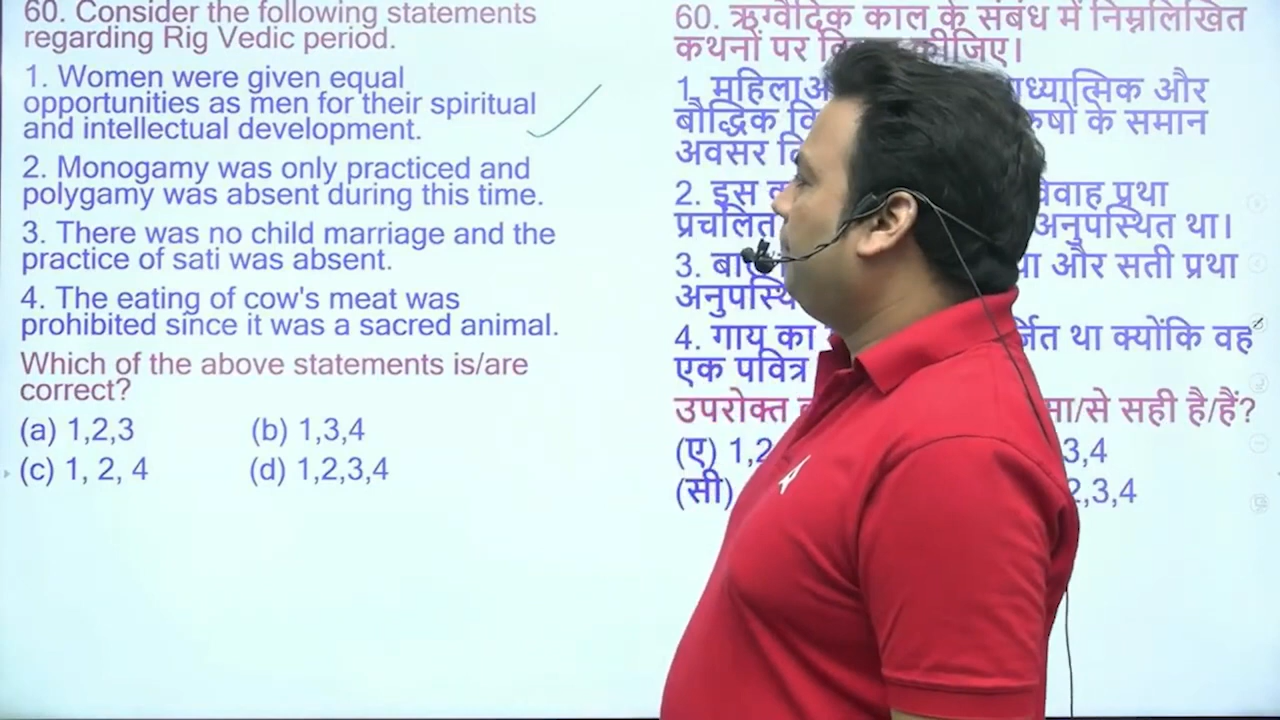 60. Consider the following statements
regarding Rig Vedic period.
1. Women were given equal
opportunities as men for their spiritual
and intellectual development.
2. Monogamy was only practiced and
polygamy was absent during this time.
3. There was no child marriage and the
practice of sati was absent.
4. The eating of cow's meat was
prohibited since it was a sacred animal.
Which of the above statements is/are
correct?
(a) 1,2,3 (b) 1,3,4
(c) 1, 2, 4 (d) 1,2,3,4
60. ऋग्वैदिक काल के संबंध में निम्नलिखित
कथनों पर कीजिए।
1. और
बौद्धिक के समान
अवसर
2. इस प्रथा
प्रचलित अनुपस्थित था।
3. और सती प्रथा
4. गाय का था क्योंकि वह
एक पवित्र
उपरोक्त सही है/हैं?
(ए) 1,2 3,4
(सी) 2,3,4